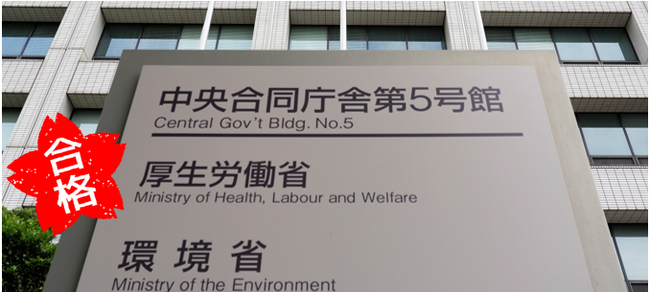 中央合同庁舎第5号館
Central Gov't Bldg. No.5
厚生労働省
Ministry of Health, Labour and Welfare
合格
環境省
Ministry of the Environment